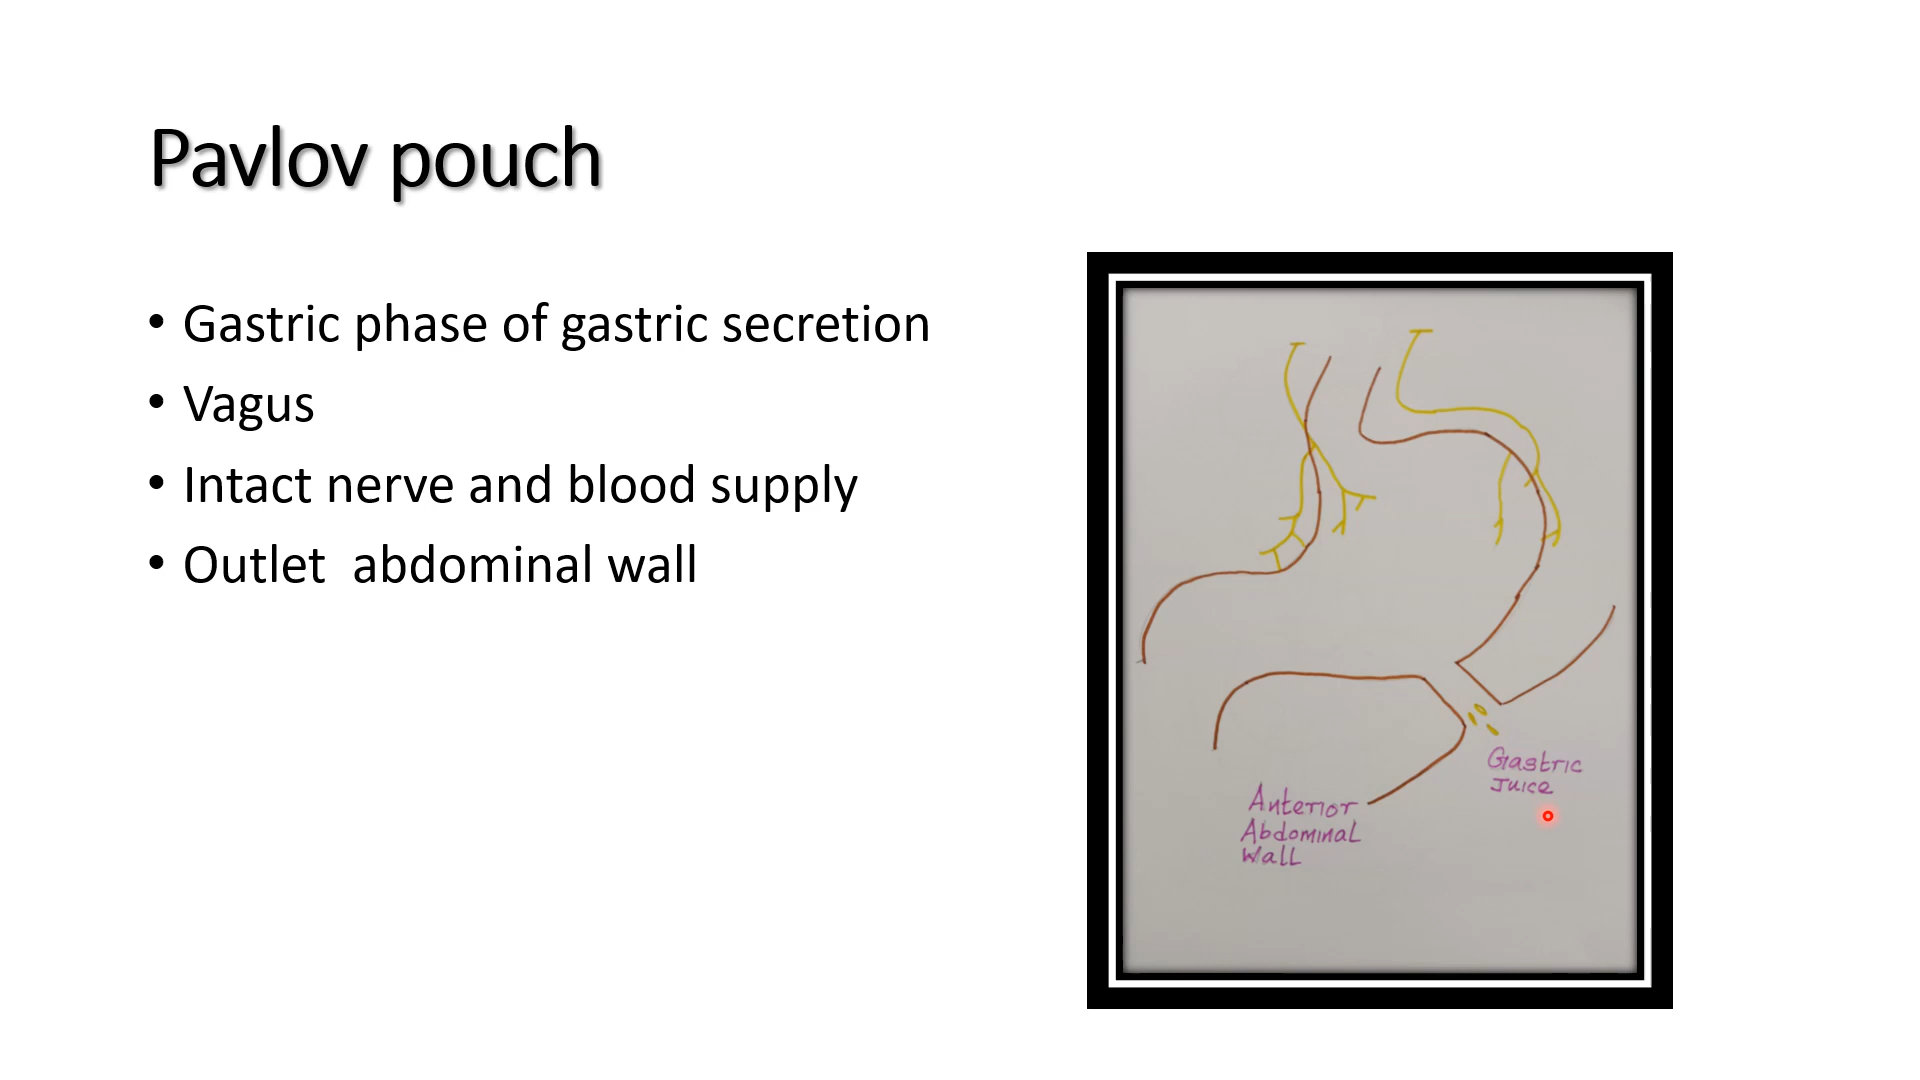 Pavlov pouch
• Gastric phase of gastric secretion
• Vagus
• Intact nerve and blood supply
• Outlet  abdominal wall
Gastric
Juice
Anterior
Abdominal
Wall